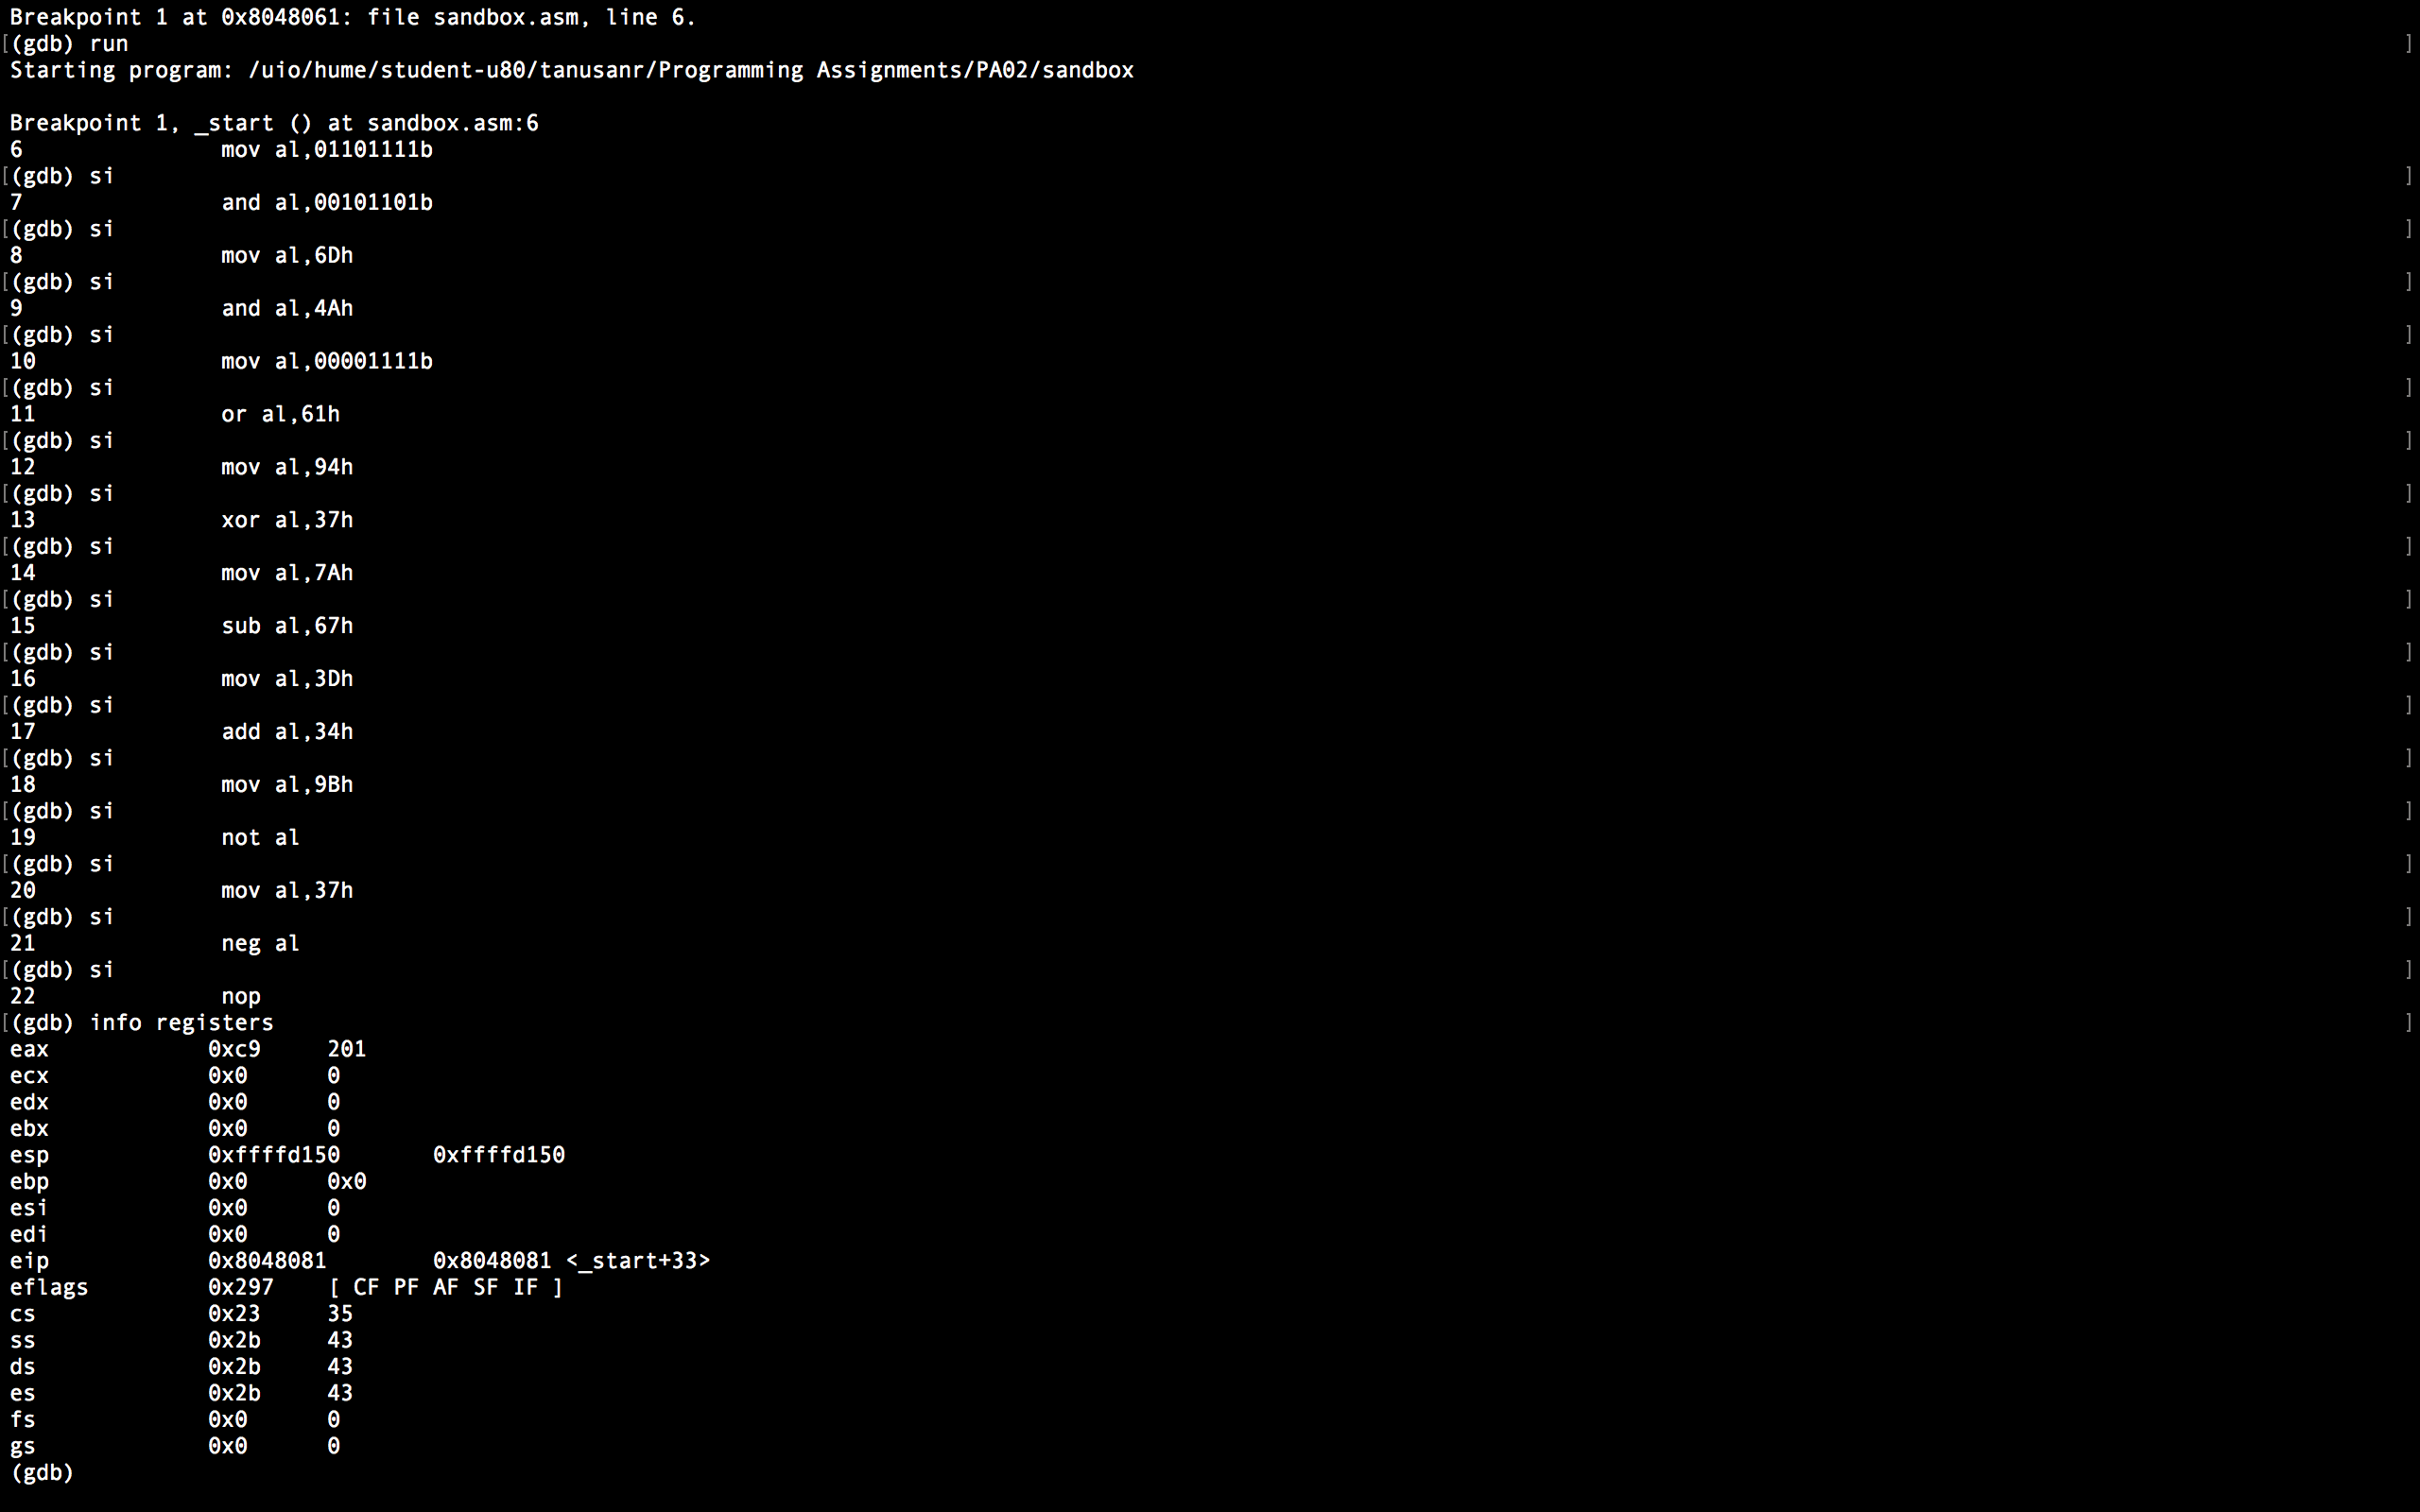 Breakpoint 1 at 0x8048061: file sandbox.asm, line 6.
[(gdb) run ]
Starting program: /uio/hume/student-u80/tanusanr/Programming Assignments/PA02/sandbox
Breakpoint 1, _start () at sandbox.asm:6
6 mov al,01101111b
[(gdb) si ]
7 and al,00101101b
[(gdb) si ]
8 mov al,6Dh
[(gdb) si ]
9 and al,4Ah
[(gdb) si ]
10 mov al,00001111b
[(gdb) si ]
11 or al,61h
[(gdb) si ]
12 mov al,94h
[(gdb) si ]
13 xor al,37h
[(gdb) si ]
14 mov al,7Ah
[(gdb) si ]
15 sub al,67h
[(gdb) si ]
16 mov al,3Dh
[(gdb) si ]
17 add al,34h
[(gdb) si ]
18 mov al,9Bh
[(gdb) si ]
19 not al
[(gdb) si ]
20 mov al,37h
[(gdb) si ]
21 neg al
[(gdb) si ]
22 nop
[(gdb) info registers ]
eax 0xc9 201
ecx 0x0 0
edx 0x0 0
ebx 0x0 0
esp 0xffffd150 0xffffd150
ebp 0x0 0x0
esi 0x0 0
edi 0x0 0
eip 0x8048081 0x8048081 <_start+33>
eflags 0x297 [ CF PF AF SF IF ]
cs 0x23 35
ss 0x2b 43
ds 0x2b 43
es 0x2b 43
fs 0x0 0
gs 0x0 0
(gdb)